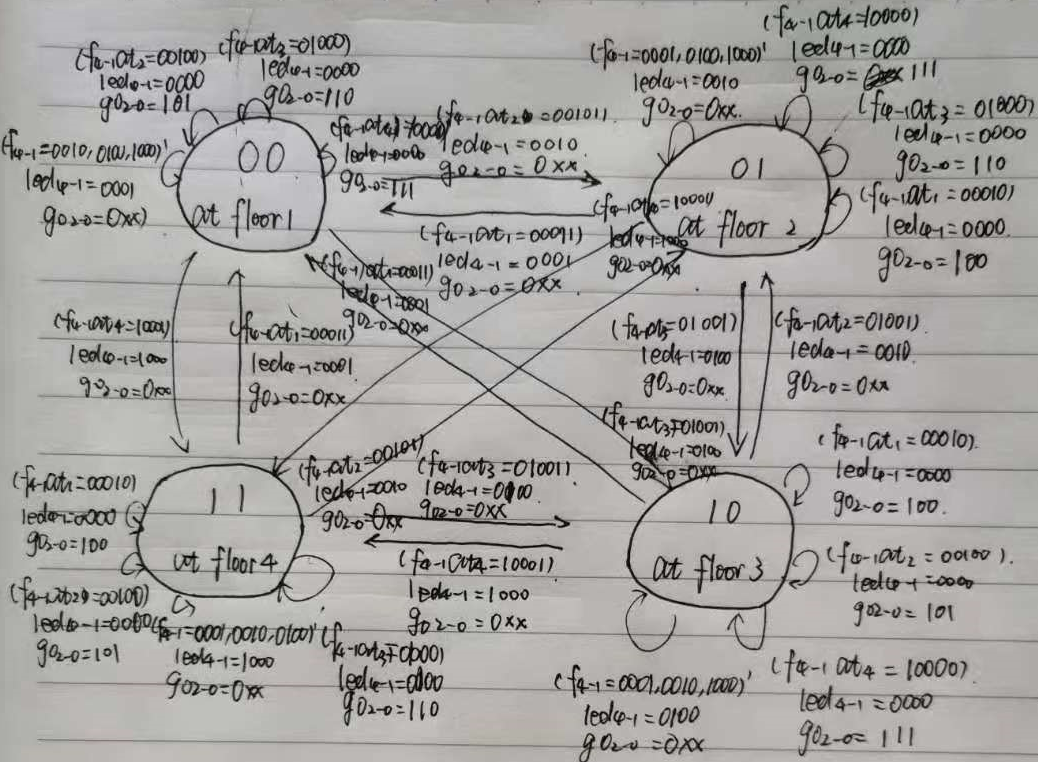 (f4-1at2=00100)
led4-1=0000
go2-0=101
(f4-1at3=01000)
led4-1=0000
go2-0=110
(f4-1=0010,0100,1000)'
led4-1=0001
go2-0=0xx)
00
at floor1
led4-1=0000
go2-0=111
(f4-1at2=00101)
led4-1=0010
go2-0=0xx
(f4-1=0001,0100,1000)'
led4-1=0010
go2-0=0xx.
(f4-1at4=10000)
led4-1=0000
go2-0=111
01
at floor 2
(f4-1at3=01000)
led4-1=0000
go2-0=110
(f4-1at1=00010)
led4-1=0000.
go2-0=100
(f4-1at4=10001)
led4-1=1000
go2-0=0xx
(f4-1at1=00011)
led4-1=0001
go2-0=0xx
(f4-1at1=00011)
led4-1=0001
go2-0=0xx
(f4-1at4=10001)
led4-1=1000
go2-0=0xx
(f4-1at1=00011)
led4-1=0001
go2-0=0xx
(f4-1at3=01001)
led4-1=0100
go2-0=0xx
(f4-1at2=01001).
led4-1=0010.
go2-0=0xx
(f4-1at3=01001)
led4-1=0100
go2-0=0xx
(f4-1at2=00101)
led4-1=0010
go2-0=0xx
(f4-1at3=01001)
led4-1=0100
go2-0=0xx
(f4-1at4=10001)
led4-1=1000
go2-0=0xx
11
at floor4
(f4-1at1=00010)
led4-1=0000
go2-0=100
(f4-1at2=00100)
led4-1=0000
go2-0=101
(f4-1=0001,0010,0100)'
led4-1=1000
go2-0=0xx
led4-1=0000
go2-0=110
10
at floor3
(f4-1at1=00010).
led4-1=0000
go2-0=100.
(f4-1at2=00100).
led4-1=0000
go2-0=101
(f4-1=0001,0010,1000)'
led4-1=0100
go2-0=0xx
(f4-1at4=10000).
led4-1=0000
go2-0=111